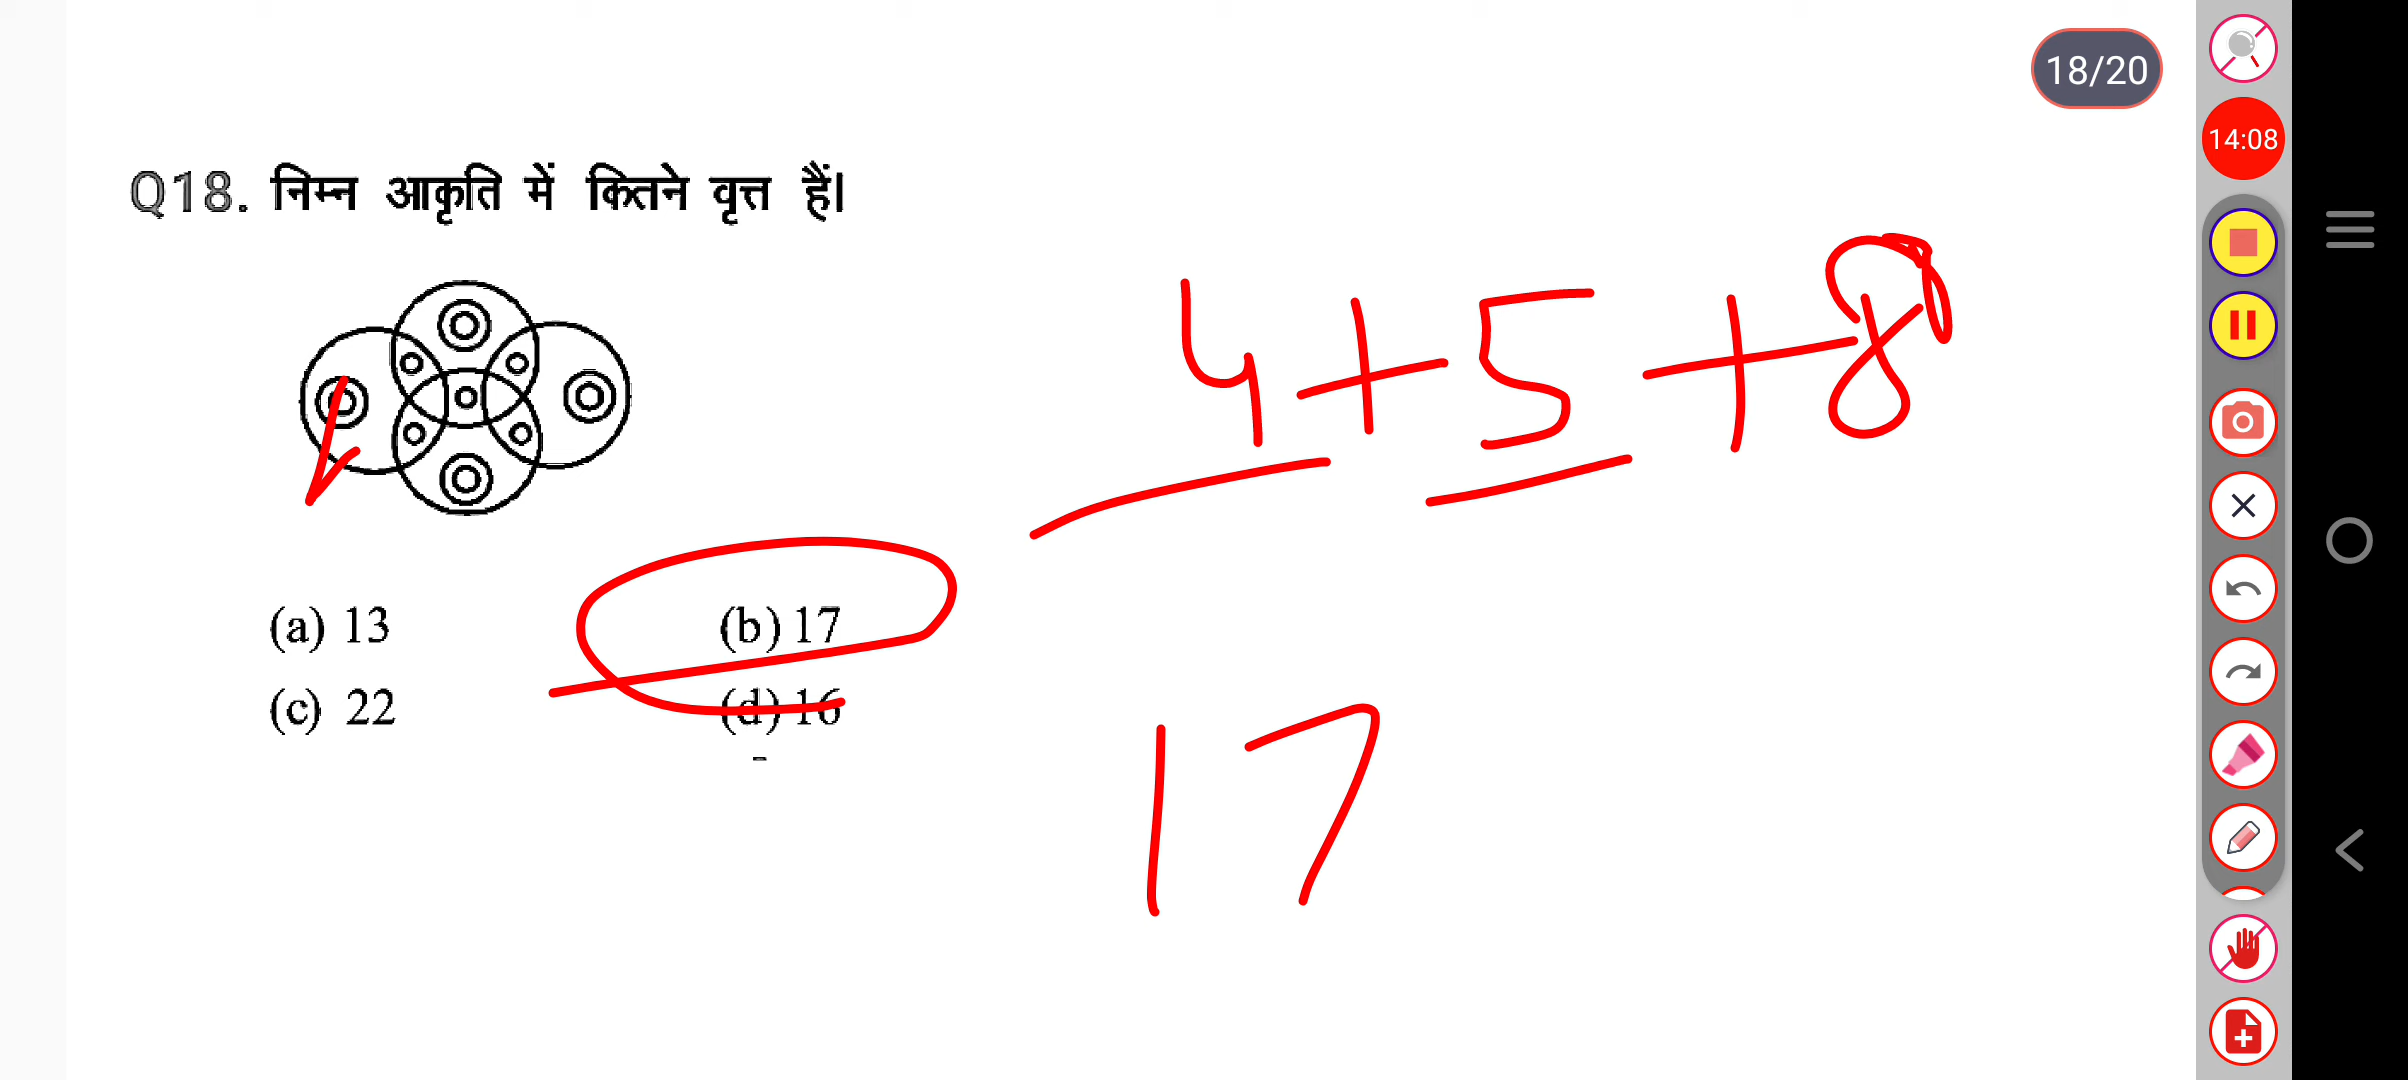 18/20
14:08
Q18. निम्न आकृति में कितने वृत्त हैं।
4+5+8
(a) 13 (b) 17
(c) 22 (d) 16
17